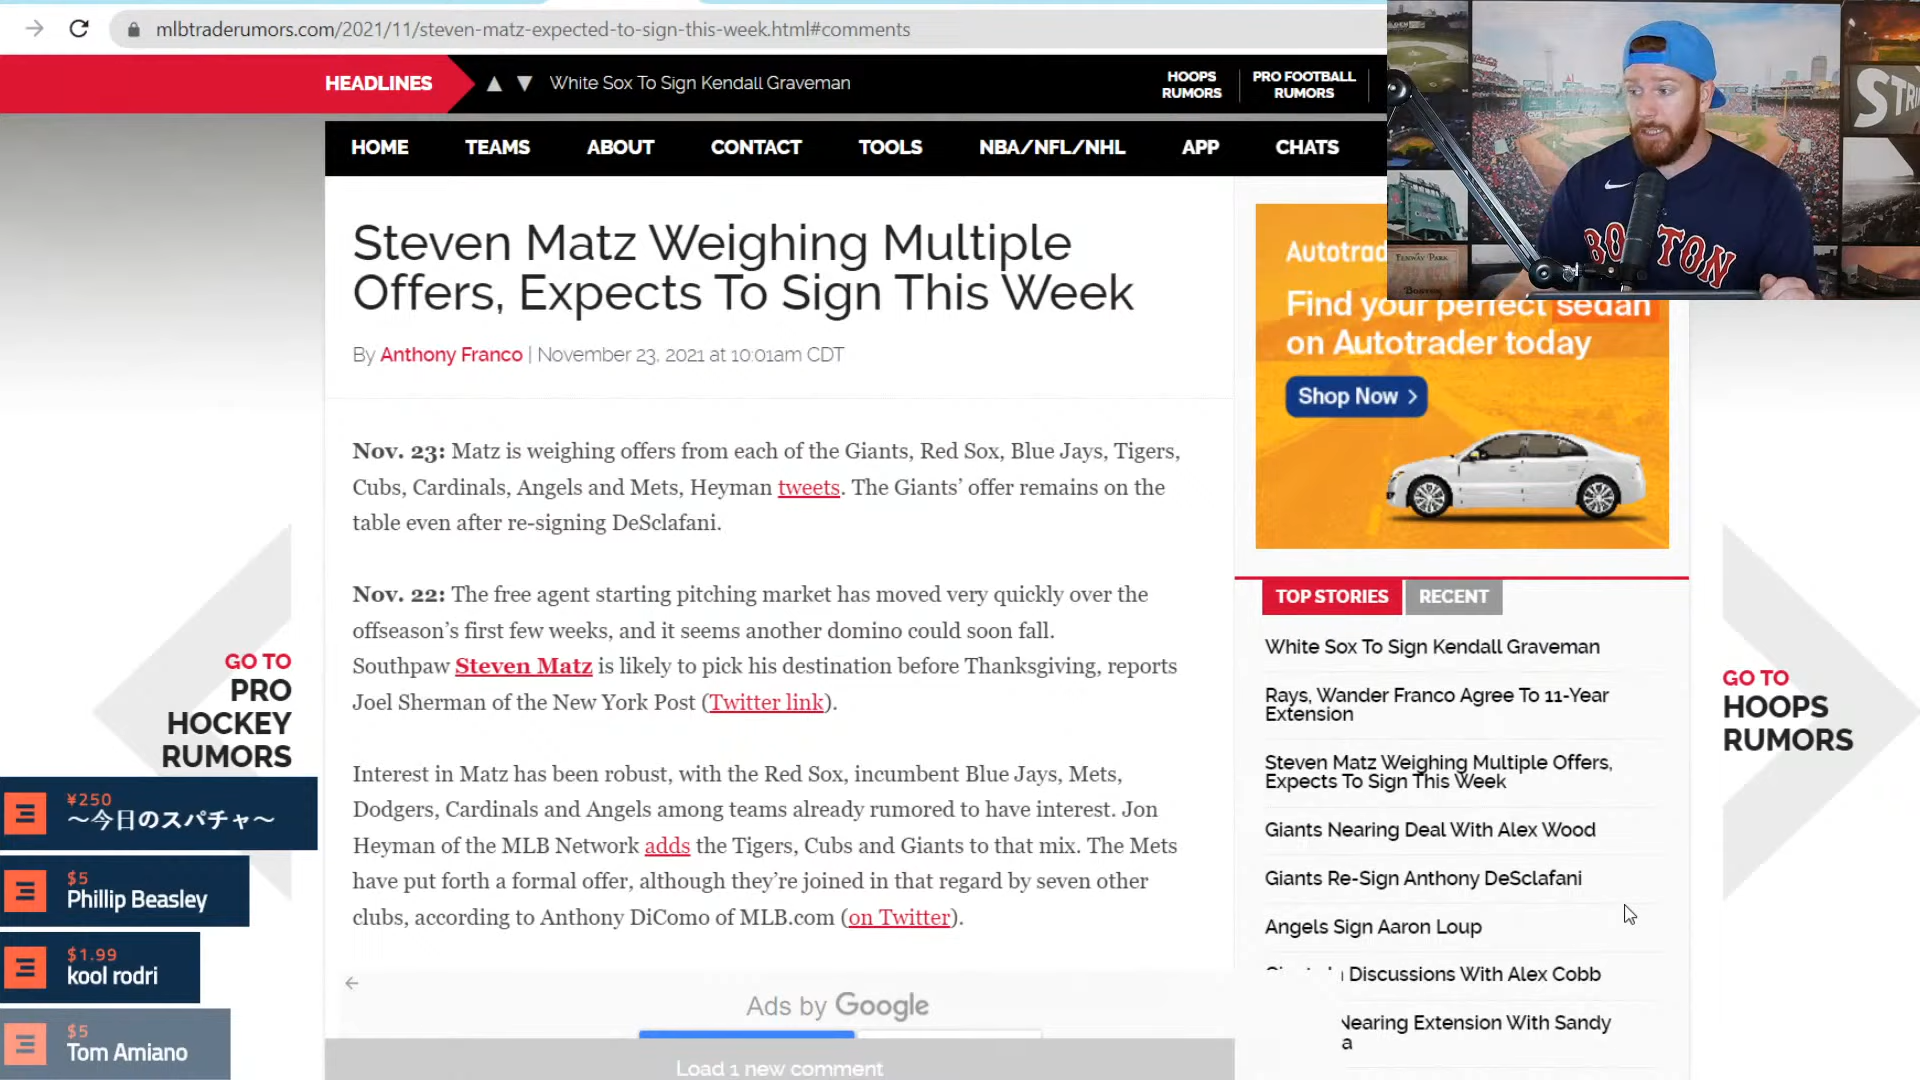 mlbtraderumors.com/2021/11/steven-matz-expected-to-sign-this-week.html#comments
HEADLINES
White Sox To Sign Kendall Graveman
HOOPS
RUMORS
PRO FOOTBALL
RUMORS
HOME TEAMS ABOUT CONTACT TOOLS NBA/NFL/NHL APP CHATS
Steven Matz Weighing Multiple
Offers, Expects To Sign This Week
By Anthony Franco | November 23, 2021 at 10:01am CDT
Nov. 23: Matz is weighing offers from each of the Giants, Red Sox, Blue Jays, Tigers,
Cubs, Cardinals, Angels and Mets, Heyman tweets. The Giants’ offer remains on the
table even after re-signing DeSclafani.
Nov. 22: The free agent starting pitching market has moved very quickly over the
offseason’s first few weeks, and it seems another domino could soon fall.
Southpaw Steven Matz is likely to pick his destination before Thanksgiving, reports
Joel Sherman of the New York Post (Twitter link).
Interest in Matz has been robust, with the Red Sox, incumbent Blue Jays, Mets,
Dodgers, Cardinals and Angels among teams already rumored to have interest. Jon
Heyman of the MLB Network adds the Tigers, Cubs and Giants to that mix. The Mets
have put forth a formal offer, although they’re joined in that regard by seven other
clubs, according to Anthony DiComo of MLB.com (on Twitter).
Ads by Google
Load 1 new comment
Autotrad
Find your perfect sedan
on Autotrader today
Shop Now
TOP STORIES RECENT
White Sox To Sign Kendall Graveman
Rays, Wander Franco Agree To 11-Year
Extension
Steven Matz Weighing Multiple Offers,
Expects To Sign This Week
Giants Nearing Deal With Alex Wood
Giants Re-Sign Anthony DeSclafani
Angels Sign Aaron Loup
Discussions With Alex Cobb
Nearing Extension With Sandy
a
GO TO
PRO
HOCKEY
RUMORS
GO TO
HOOPS
RUMORS
¥250
～今日のスパチャ～
$5
Phillip Beasley
$1.99
kool rodri
$5
Tom Amiano
BOSTON
STRI
FENWAY PARK